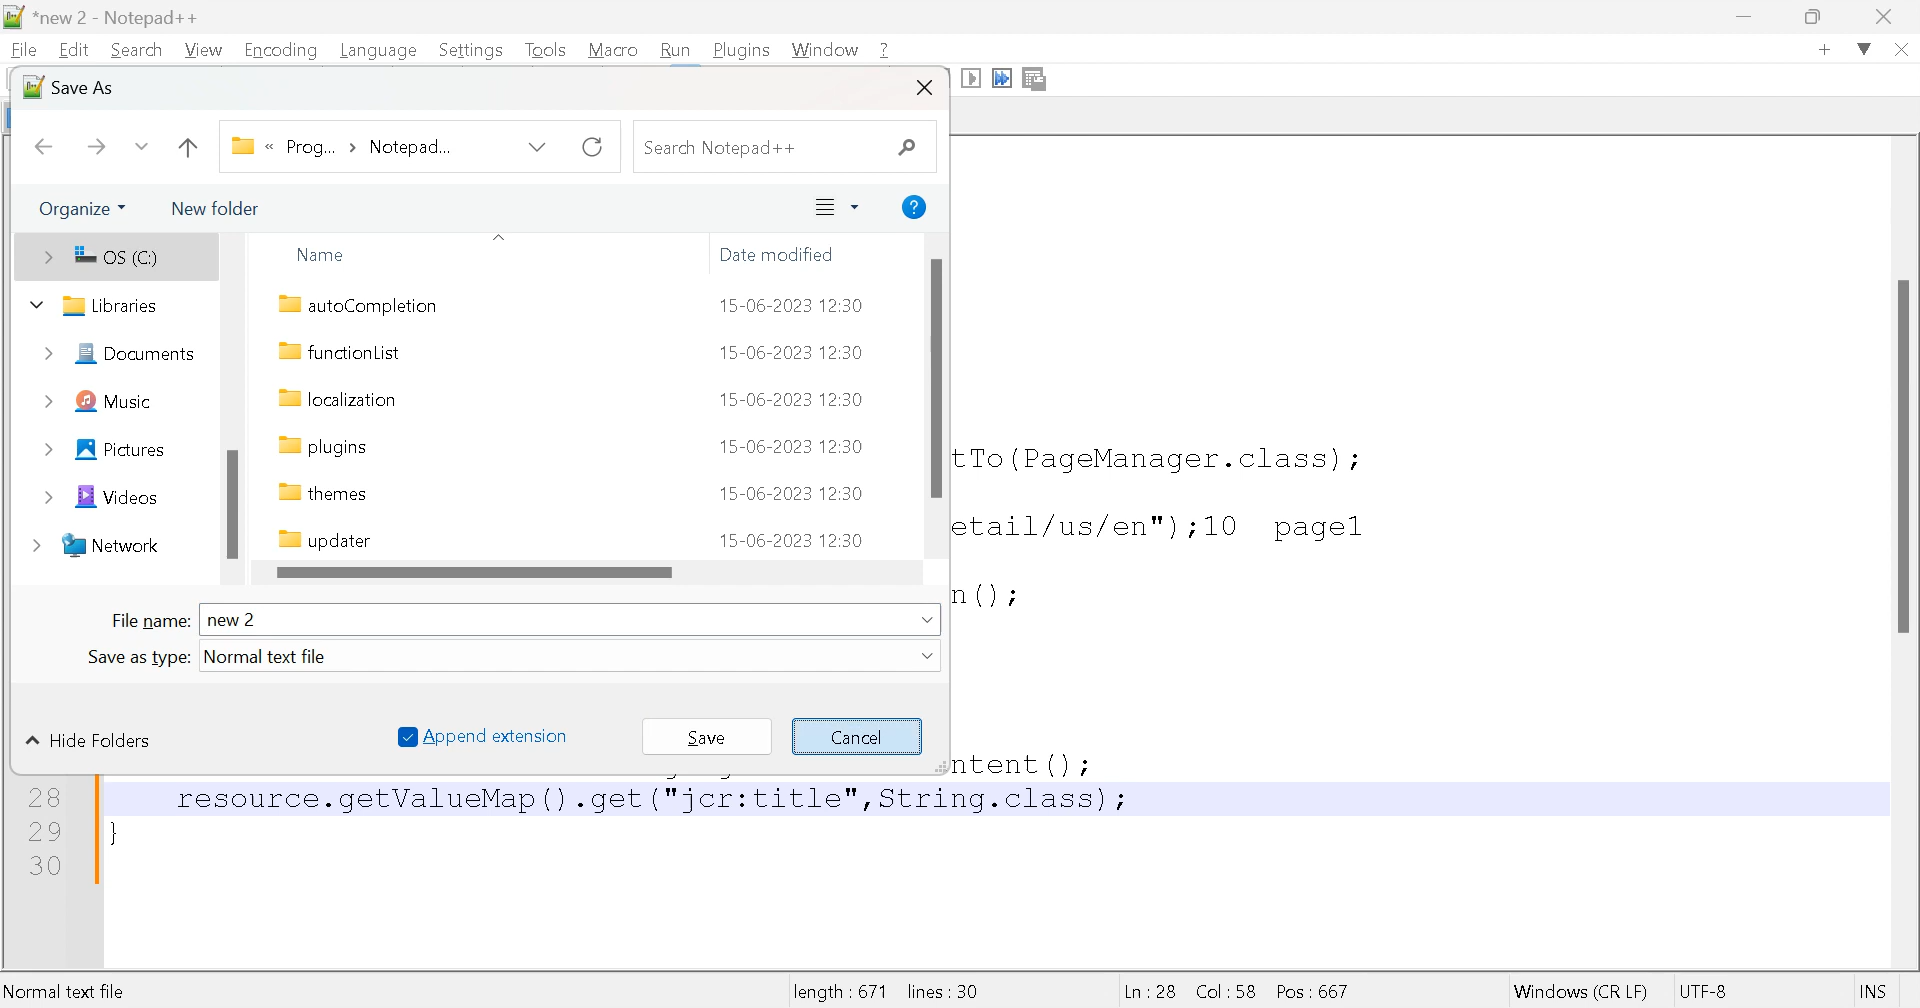 *new 2 - Notepad++
File Edit Search View Encoding Language Settings Tools Macro Run Plugins Window ?
Save As
« Prog... › Notepad...
Search Notepad++
Organize
New folder
Name Date modified
OS (C:)
Libraries
Documents
Music
Pictures
Videos
Network
autoCompletion 15-06-2023 12:30
functionList 15-06-2023 12:30
localization 15-06-2023 12:30
plugins 15-06-2023 12:30
themes 15-06-2023 12:30
updater 15-06-2023 12:30
File name: new 2
Save as type: Normal text file
Hide Folders
Append extension
Save
Cancel
tTo(PageManager.class);
etail/us/en");10 page1
n();
ntent();
28 resource.getValueMap().get("jcr:title",String.class);
29 }
30
Normal text file length : 671 lines : 30 Ln : 28 Col : 58 Pos : 667 Windows (CR LF) UTF-8 INS